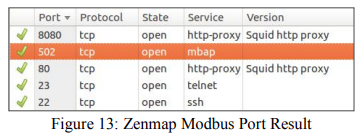 Port Protocol State Service Version
8080 tcp open http-proxy Squid http proxy
502 tcp open mbap
80 tcp open http-proxy Squid http proxy
23 tcp open telnet
22 tcp open ssh
Figure 13: Zenmap Modbus Port Result